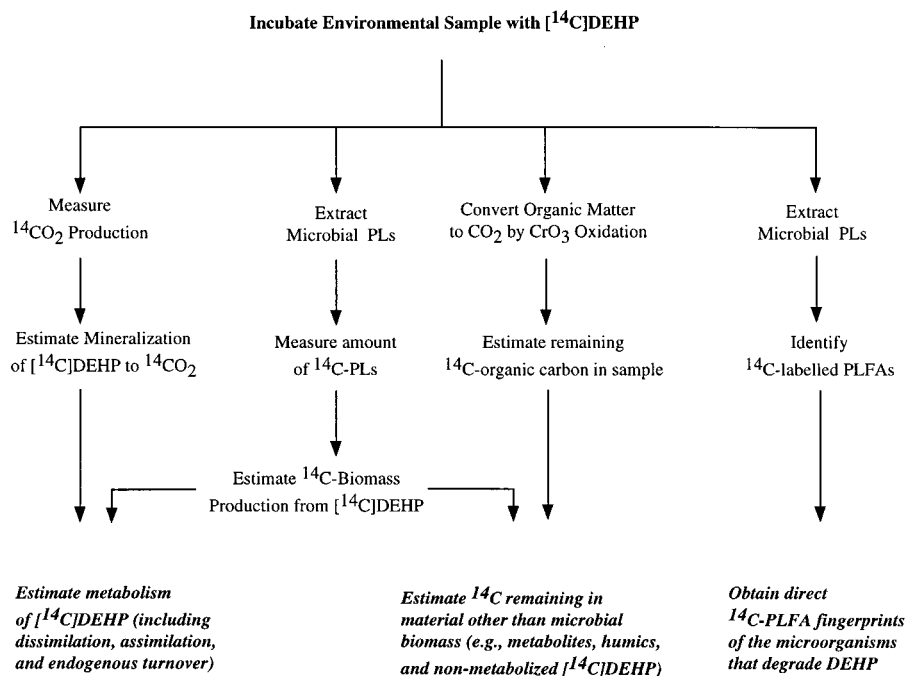 Incubate Environmental Sample with [14C]DEHP
Measure
14CO2 Production
Extract
Microbial PLs
Convert Organic Matter
to CO2 by CrO3 Oxidation
Extract
Microbial PLs
Estimate Mineralization
of [14C]DEHP to 14CO2
Measure amount
of 14C-PLs
Estimate remaining
14C-organic carbon in sample
Identify
14C-labelled PLFAs
Estimate 14C-Biomass
Production from [14C]DEHP
Estimate metabolism
of [14C]DEHP (including
dissimilation, assimilation,
and endogenous turnover)
Estimate 14C remaining in
material other than microbial
biomass (e.g., metabolites, humics,
and non-metabolized [14C]DEHP)
Obtain direct
14C-PLFA fingerprints
of the microorganisms
that degrade DEHP